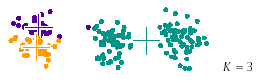 K = 3